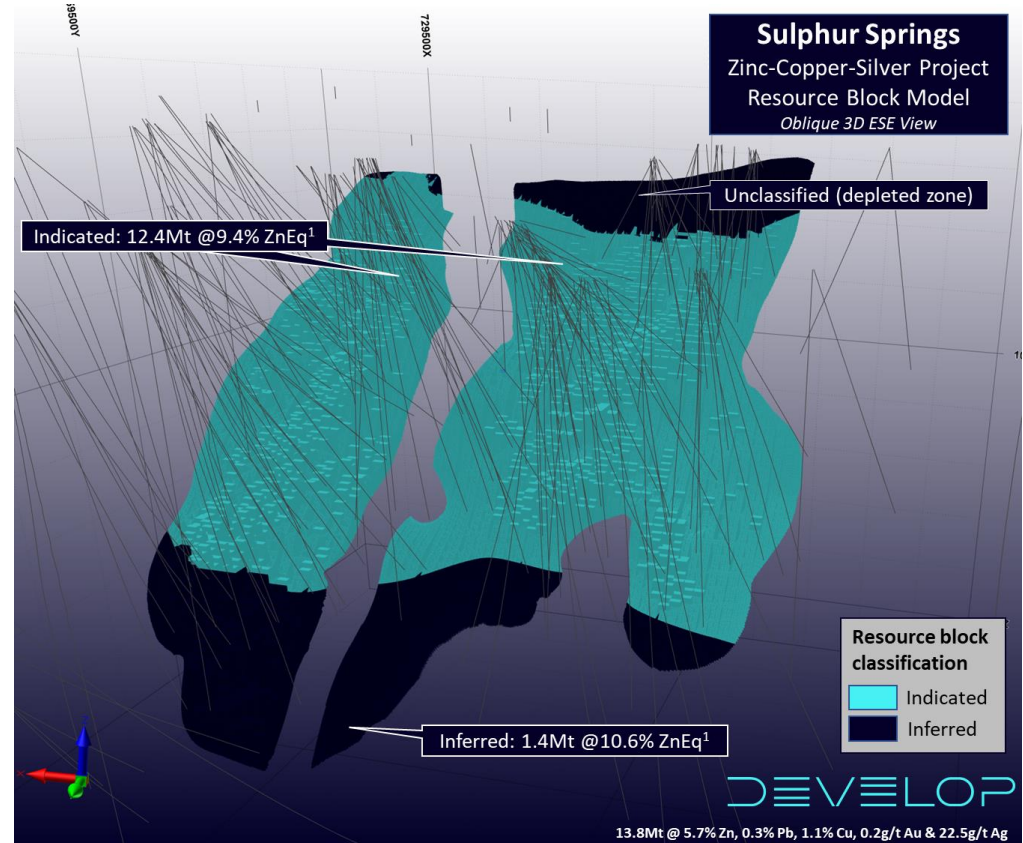 729500X
Sulphur Springs
Zinc-Copper-Silver Project
Resource Block Model
Oblique 3D ESE View
Unclassified (depleted zone)
Indicated: 12.4Mt @9.4% ZnEq¹
Resource block
classification
Indicated
Inferred
Inferred: 1.4Mt @10.6% ZnEq¹
DEVELOP
13.8Mt @ 5.7% Zn, 0.3% Pb, 1.1% Cu, 0.2g/t Au & 22.5g/t Ag